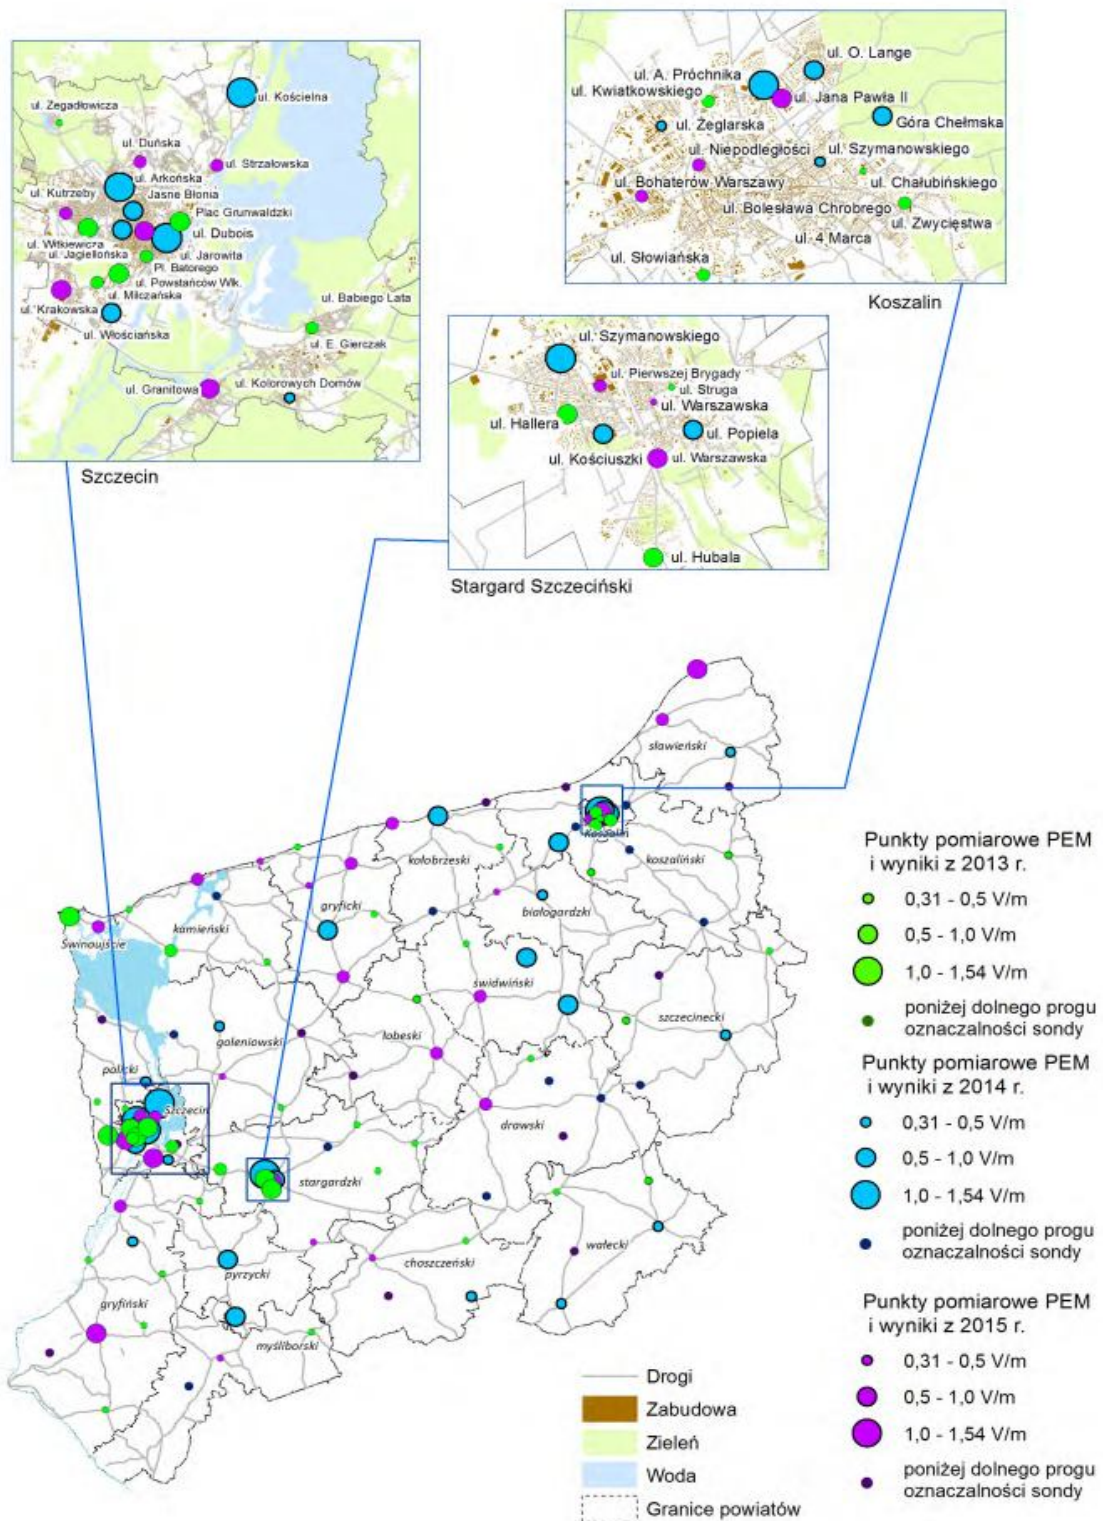 ul. Kościelna
ul. Żegadłowicza
ul. Duńska
ul. Strzałowska
ul. Arkońska
ul. Kutrzeby
Jasne Błonia
Plac Grunwaldzki
ul. Dubois
ul. Witkiewicza
ul. Jagiellońska
ul. Jarowita
Pl. Batorego
ul. Powstańców Wlk.
ul. Milczańska
ul. Krakowska
ul. Włościańska
ul. Babiego Lata
ul. E. Gierczak
ul. Granitowa
ul. Kolorowych Domów
Szczecin
ul. O. Lange
ul. A. Próchnika
ul. Kwiatkowskiego
ul. Jana Pawła II
ul. Żeglarska
Góra Chełmska
ul. Niepodległości
ul. Szymanowskiego
ul. Chałubińskiego
ul. Bohaterów Warszawy
ul. Bolesława Chrobrego
ul. Zwycięstwa
ul. 4 Marca
ul. Słowiańska
Koszalin
ul. Szymanowskiego
ul. Pierwszej Brygady
ul. Struga
ul. Warszawska
ul. Hallera
ul. Popiela
ul. Kościuszki
ul. Warszawska
ul. Hubala
Stargard Szczeciński
sławieński
Koszalin
kołobrzeski
koszaliński
gryficki
białogardzki
kamieński
Świnoujście
świdwiński
szczecinecki
goleniowski
łobeski
policki
Szczecin
drawski
stargardzki
wałecki
choszczeński
pyrzycki
gryfiński
myśliborski
Punkty pomiarowe PEM
i wyniki z 2013 r.
0,31 - 0,5 V/m
0,5 - 1,0 V/m
1,0 - 1,54 V/m
poniżej dolnego progu
oznaczalności sondy
Punkty pomiarowe PEM
i wyniki z 2014 r.
0,31 - 0,5 V/m
0,5 - 1,0 V/m
1,0 - 1,54 V/m
poniżej dolnego progu
oznaczalności sondy
Punkty pomiarowe PEM
i wyniki z 2015 r.
0,31 - 0,5 V/m
0,5 - 1,0 V/m
1,0 - 1,54 V/m
poniżej dolnego progu
oznaczalności sondy
Drogi
Zabudowa
Zieleń
Woda
Granice powiatów